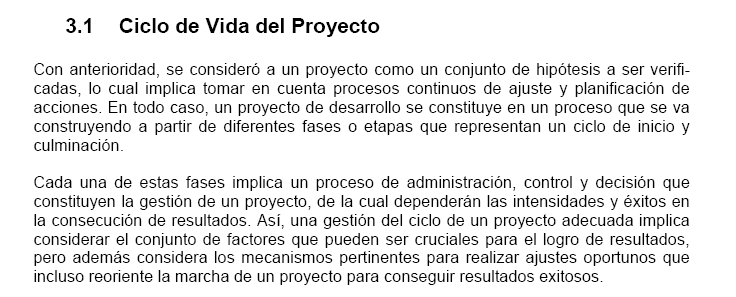 3.1 Ciclo de Vida del Proyecto
Con anterioridad, se consideró a un proyecto como un conjunto de hipótesis a ser verifi-
cadas, lo cual implica tomar en cuenta procesos continuos de ajuste y planificación de
acciones. En todo caso, un proyecto de desarrollo se constituye en un proceso que se va
construyendo a partir de diferentes fases o etapas que representan un ciclo de inicio y
culminación.
Cada una de estas fases implica un proceso de administración, control y decisión que
constituyen la gestión de un proyecto, de la cual dependerán las intensidades y éxitos en
la consecución de resultados. Así, una gestión del ciclo de un proyecto adecuada implica
considerar el conjunto de factores que pueden ser cruciales para el logro de resultados,
pero además considera los mecanismos pertinentes para realizar ajustes oportunos que
incluso reoriente la marcha de un proyecto para conseguir resultados exitosos.